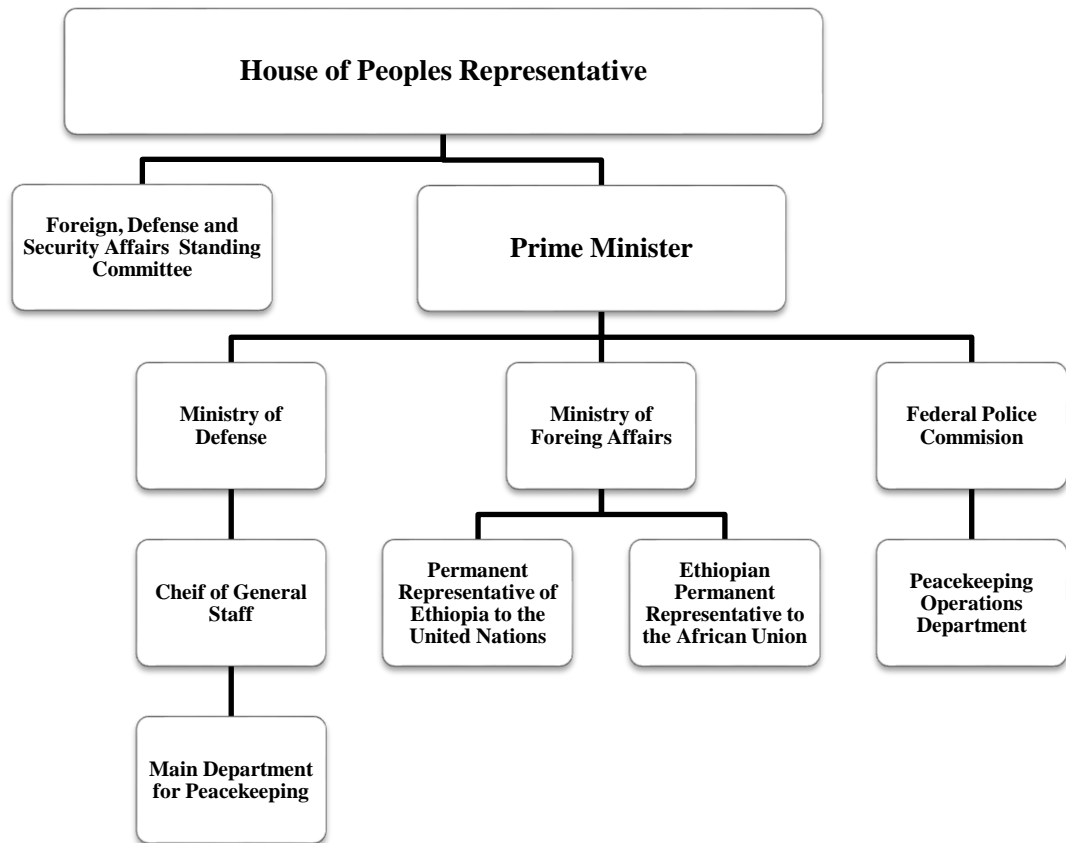 House of Peoples Representative
Foreign, Defense and
Security Affairs Standing
Committee
Prime Minister
Ministry of
Defense
Ministry of
Foreing Affairs
Federal Police
Commision
Cheif of General
Staff
Permanent
Representative of
Ethiopia to the
United Nations
Ethiopian
Permanent
Representative to
the African Union
Peacekeeping
Operations
Department
Main Department
for Peacekeeping